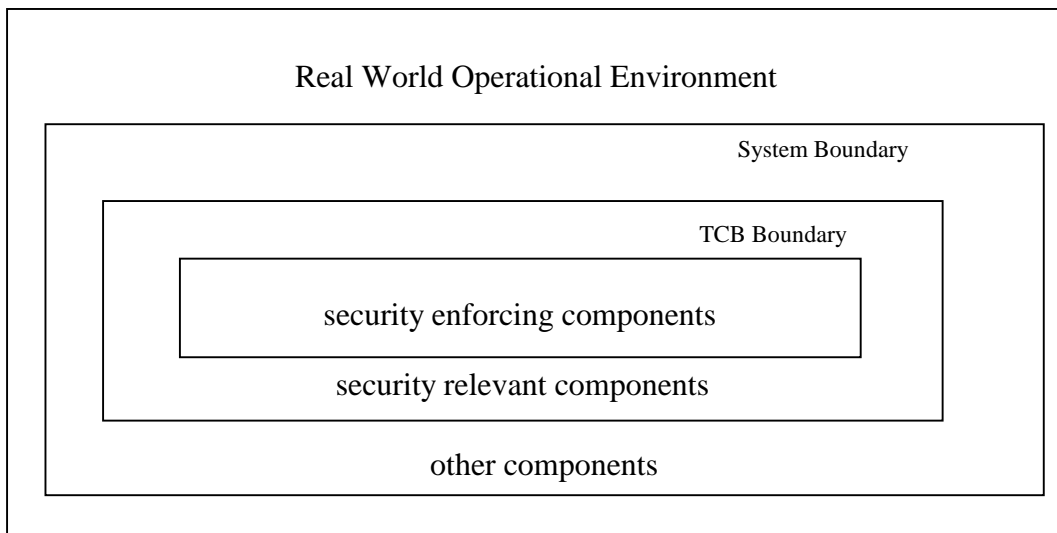 Real World Operational Environment
System Boundary
TCB Boundary
security enforcing components
security relevant components
other components